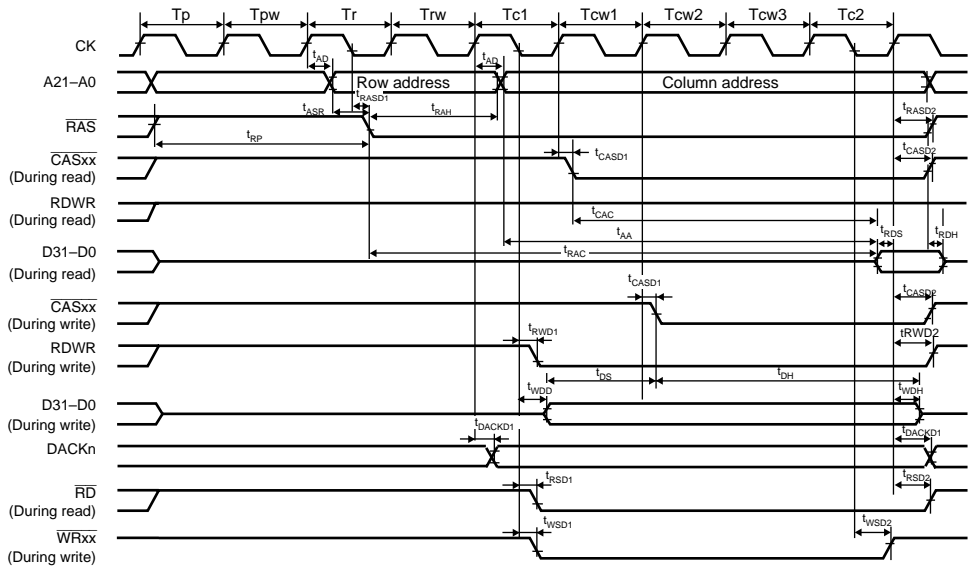 Tp Tpw Tr Trw Tc1 Tcw1 Tcw2 Tcw3 Tc2
CK
tAD tAD
A21–A0 Row address Column address
tRASD1
tASR tRAH tRASD2
RAS
tRP
tCASD1 tCASD2
CASxx
(During read)
RDWR
(During read)
tCAC
tAA tRDS tRDH
tRAC
D31–D0
(During read)
tCASD1 tCASD2
CASxx
(During write)
tRWD1 tRWD2
RDWR
(During write)
tDS tDH
tWDD tWDH
D31–D0
(During write)
tDACKD1 tDACKD1
DACKn
tRSD1 tRSD2
RD
(During read)
tWSD1 tWSD2
WRxx
(During write)